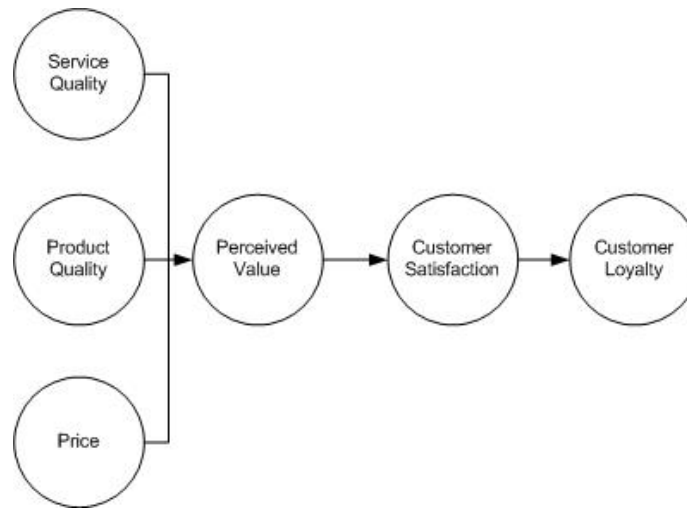 Service
Quality
Product
Quality
Price
Perceived
Value
Customer
Satisfaction
Customer
Loyalty